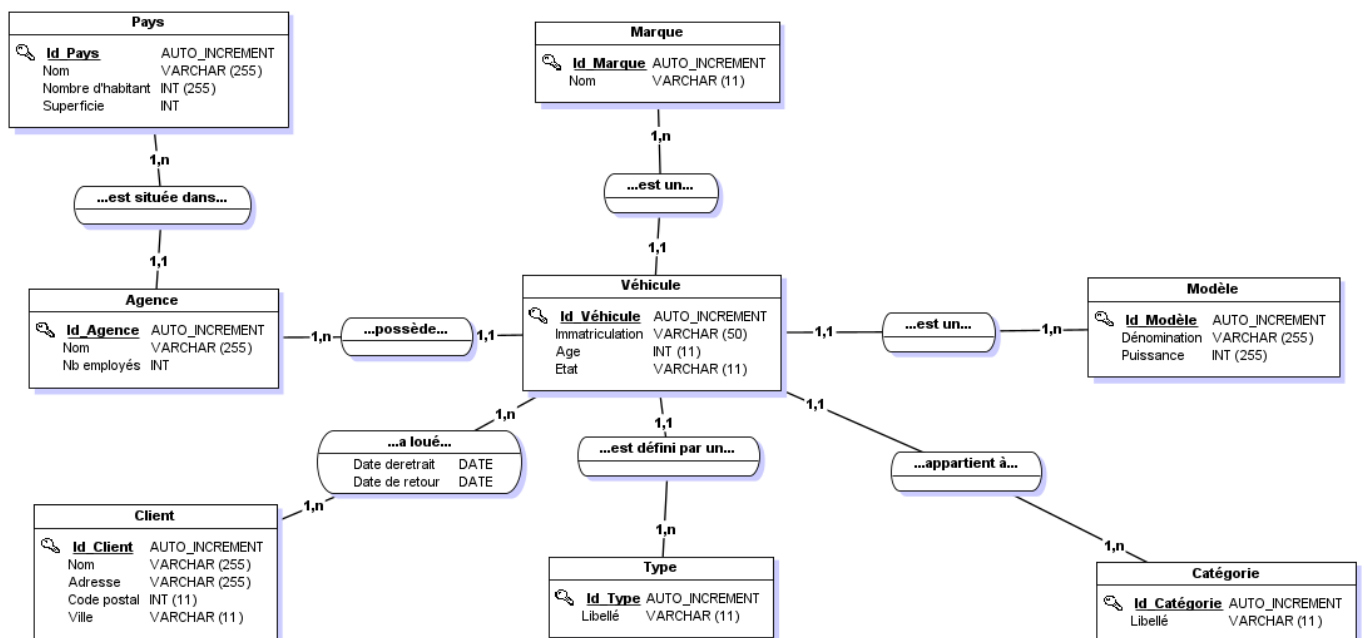 Pays
Id_Pays AUTO_INCREMENT
Nom VARCHAR (255)
Nombre d'habitant INT (255)
Superficie INT
1,n
...est située dans...
1,1
Agence
Id_Agence AUTO_INCREMENT
Nom VARCHAR (255)
Nb employés INT
1,n
...possède...
1,1
Marque
Id_Marque AUTO_INCREMENT
Nom VARCHAR (11)
1,n
...est un...
1,1
Véhicule
Id_Véhicule AUTO_INCREMENT
Immatriculation VARCHAR (50)
Age INT (11)
Etat VARCHAR (11)
1,1
...est un...
1,n
Modèle
Id_Modèle AUTO_INCREMENT
Dénomination VARCHAR (255)
Puissance INT (255)
1,n
...a loué...
Date deretrait DATE
Date de retour DATE
1,n
Client
Id_Client AUTO_INCREMENT
Nom VARCHAR (255)
Adresse VARCHAR (255)
Code postal INT (11)
Ville VARCHAR (11)
1,1
...est défini par un...
1,n
Type
Id_Type AUTO_INCREMENT
Libellé VARCHAR (11)
1,1
...appartient à...
1,n
Catégorie
Id_Catégorie AUTO_INCREMENT
Libellé VARCHAR (11)